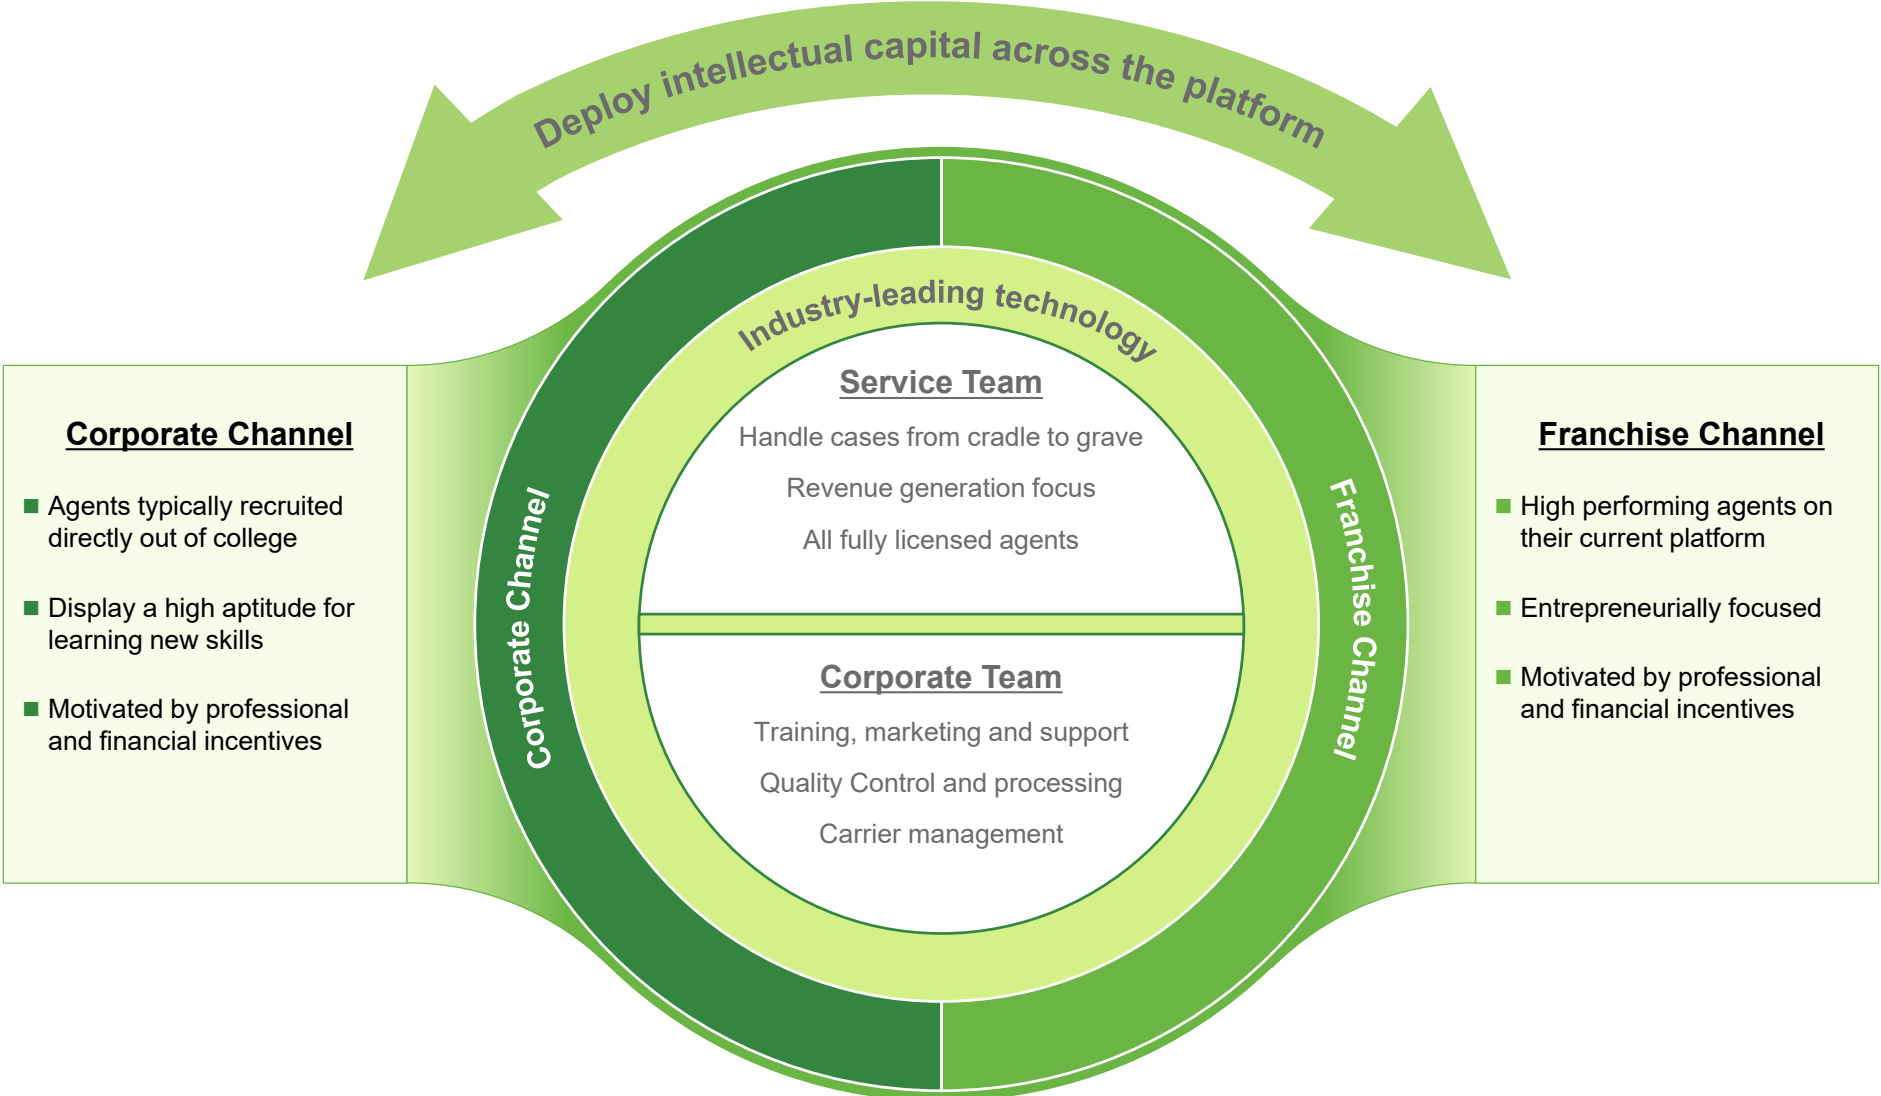 Deploy intellectual capital across the platform
Industry-leading technology
Corporate Channel
Agents typically recruited
directly out of college
Display a high aptitude for
learning new skills
Motivated by professional
and financial incentives
Corporate Channel
Service Team
Handle cases from cradle to grave
Revenue generation focus
All fully licensed agents
Corporate Team
Training, marketing and support
Quality Control and processing
Carrier management
Franchise Channel
Franchise Channel
High performing agents on
their current platform
Entrepreneurially focused
Motivated by professional
and financial incentives